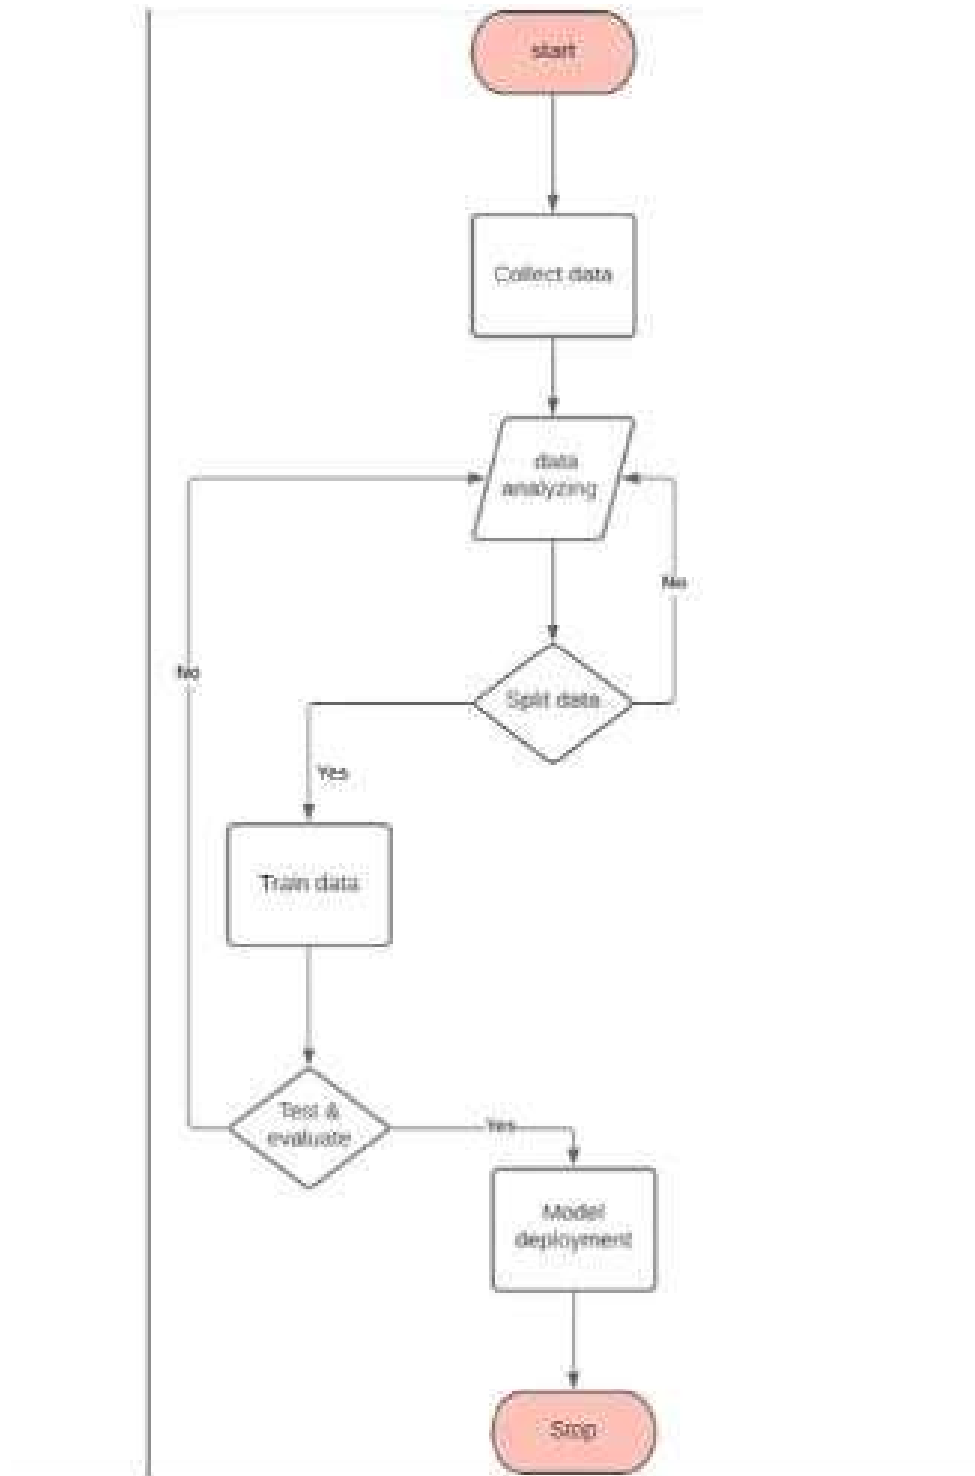 start
Collect data
data
analyzing
No
No
Split data
Yes
Train data
Test &
evaluate
Yes
Model
deployment
Stop